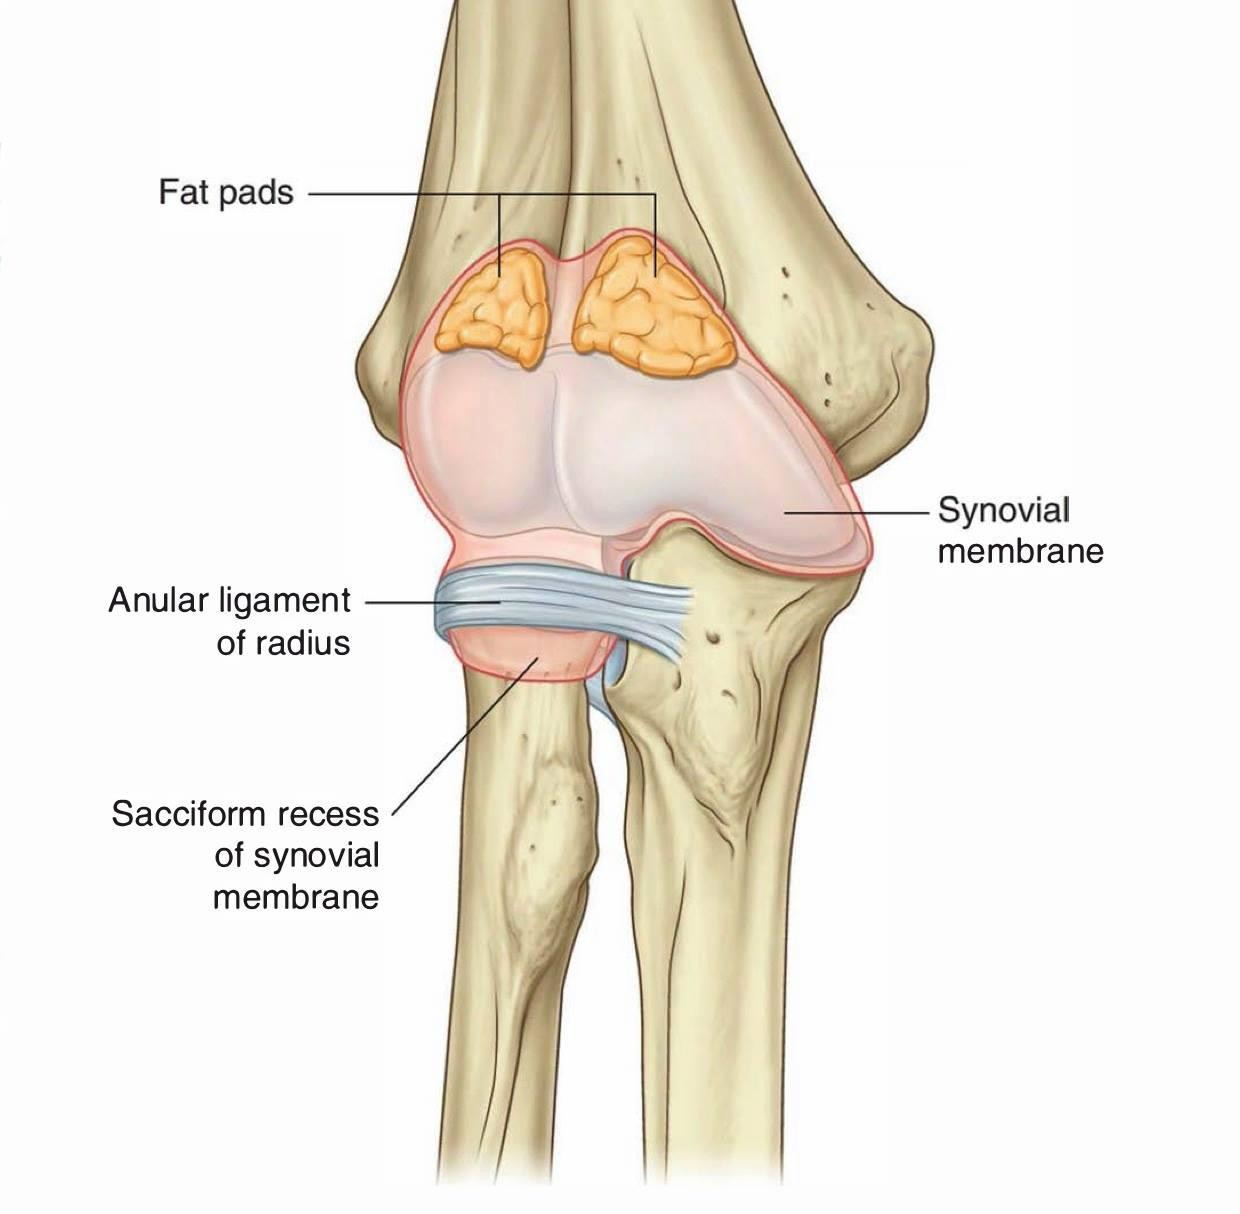 Fat pads
Synovial
membrane
Anular ligament
of radius
Sacciform recess
of synovial
membrane